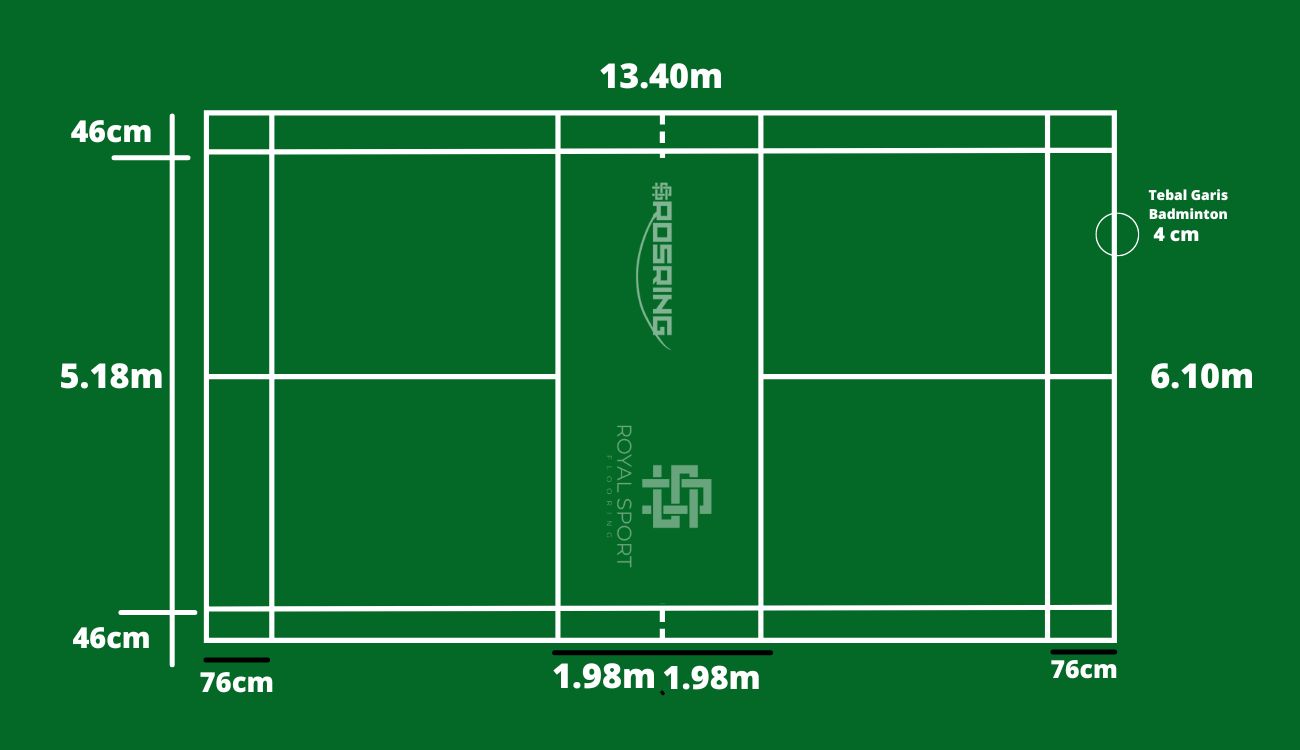 13.40m
46cm
Tebal Garis
Badminton
4 cm
ROSRING
5.18m
6.10m
ROYAL SPORT
FLOORING
46cm
76cm
1.98m
1.98m
76cm